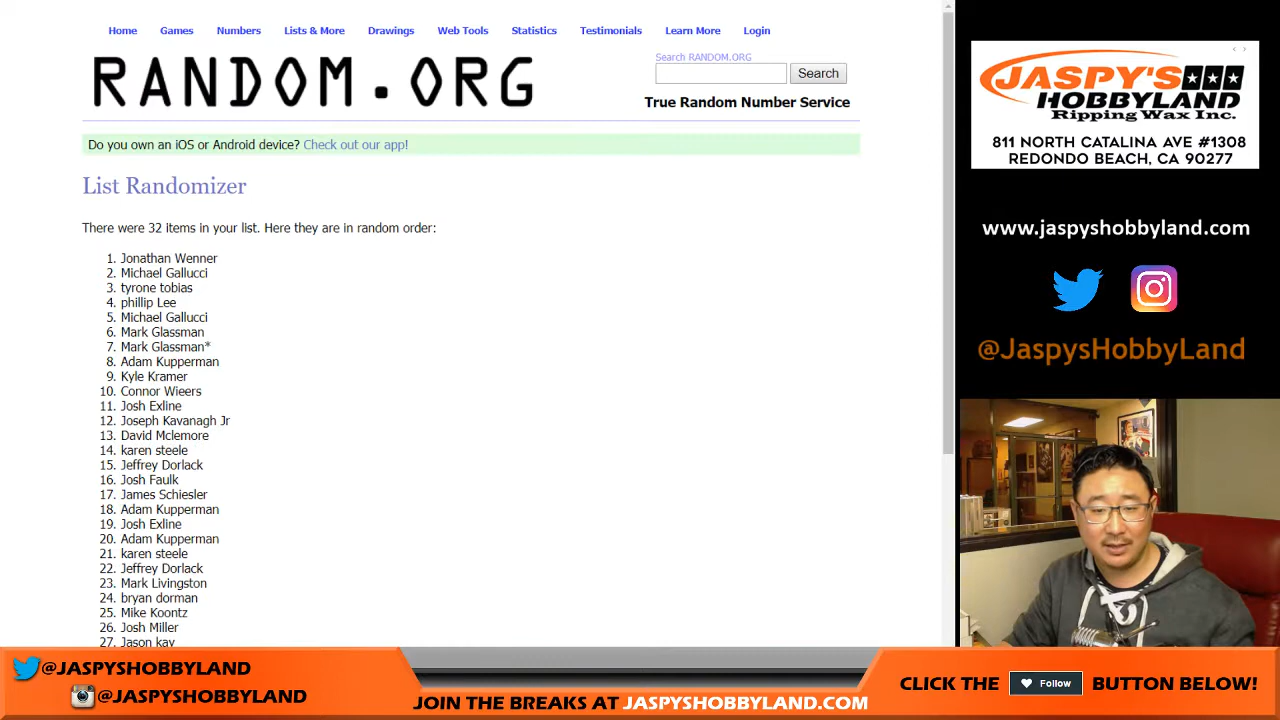 Home Games Numbers Lists & More Drawings Web Tools Statistics Testimonials Learn More Login
RANDOM.ORG
Search RANDOM.ORG
Search
True Random Number Service
Do you own an iOS or Android device? Check out our app!
List Randomizer
There were 32 items in your list. Here they are in random order:
1. Jonathan Wenner
2. Michael Gallucci
3. tyrone tobias
4. phillip Lee
5. Michael Gallucci
6. Mark Glassman
7. Mark Glassman*
8. Adam Kupperman
9. Kyle Kramer
10. Connor Wieers
11. Josh Exline
12. Joseph Kavanagh Jr
13. David Mclemore
14. karen steele
15. Jeffrey Dorlack
16. Josh Faulk
17. James Schiesler
18. Adam Kupperman
19. Josh Exline
20. Adam Kupperman
21. karen steele
22. Jeffrey Dorlack
23. Mark Livingston
24. bryan dorman
25. Mike Koontz
26. Josh Miller
27. Jason kay
JASPY'S
HOBBYLAND
Ripping Wax Inc.
811 NORTH CATALINA AVE #1308
REDONDO BEACH, CA 90277
www.jaspyshobbyland.com
@JaspysHobbyLand
@JASPYSHOBBYLAND
@JASPYSHOBBYLAND
JOIN THE BREAKS AT JASPYSHOBBYLAND.COM
CLICK THE Follow BUTTON BELOW!